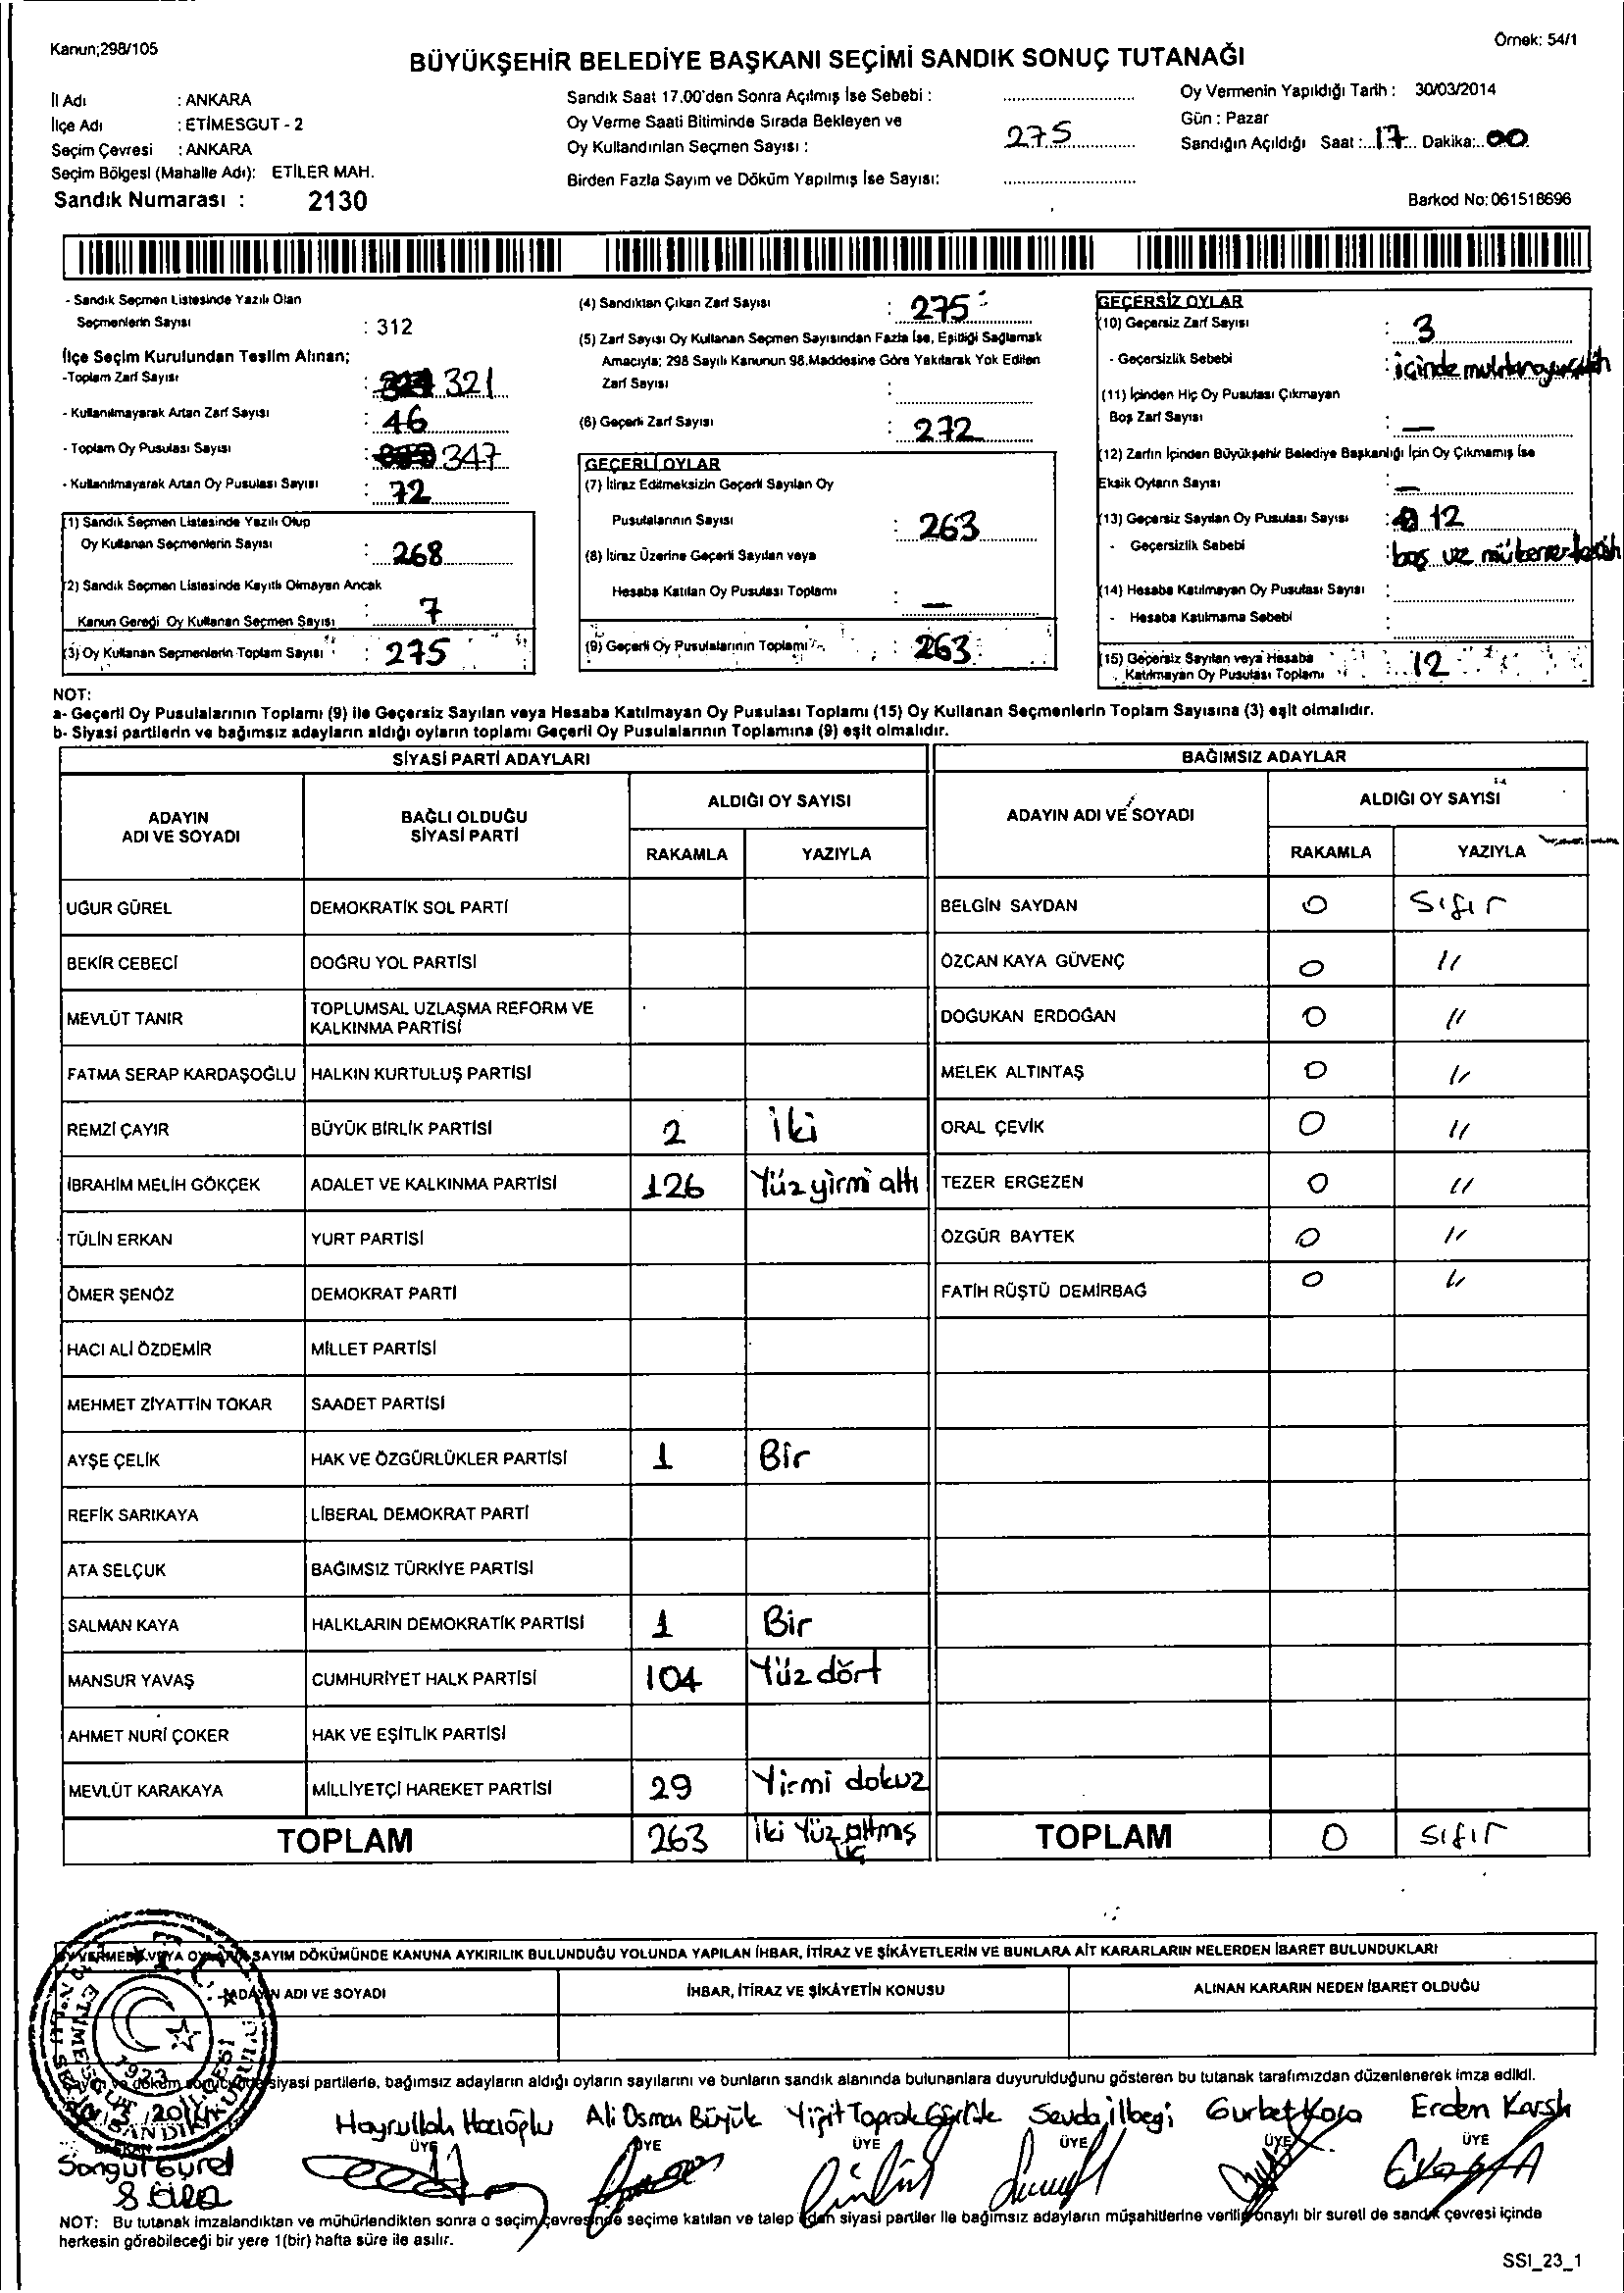 Kanun;298/105
Örnek: 54/1
BÜYÜKŞEHİR BELEDİYE BAŞKANI SEÇİMİ SANDIK SONUÇ TUTANAĞI
İl Adı : ANKARA
İlçe Adı : ETİMESGUT - 2
Seçim Çevresi : ANKARA
Seçim Bölgesi (Mahalle Adı): ETİLER MAH.
Sandık Numarası : 2130
Sandık Saat 17.00'den Sonra Açılmış İse Sebebi :
Oy Verme Saati Bitiminde Sırada Bekleyen ve
Oy Kullandırılan Seçmen Sayısı : 275
Birden Fazla Sayım ve Döküm Yapılmış İse Sayısı:
Oy Vermenin Yapıldığı Tarih : 30/03/2014
Gün : Pazar
Sandığın Açıldığı Saat : 17 Dakika: 00
Barkod No: 061518696
- Sandık Seçmen Listesinde Yazılı Olan
Seçmenlerin Sayısı : 312
İlçe Seçim Kurulundan Teslim Alınan;
-Toplam Zarf Sayısı : 321
- Kullanılmayarak Artan Zarf Sayısı : 46
- Toplam Oy Pusulası Sayısı : 347
- Kullanılmayarak Artan Oy Pusulası Sayısı : 72
(1) Sandık Seçmen Listesinde Yazılı Olup
Oy Kullanan Seçmenlerin Sayısı : 268
(2) Sandık Seçmen Listesinde Kayıtlı Olmayan Ancak
Kanun Gereği Oy Kullanan Seçmen Sayısı : 7
(3) Oy Kullanan Seçmenlerin Toplam Sayısı : 275
(4) Sandıktan Çıkan Zarf Sayısı : 275
(5) Zarf Sayısı Oy Kullanan Seçmen Sayısından Fazla İse, Eşitliği Sağlamak
Amacıyla; 298 Sayılı Kanunun 98.Maddesine Göre Yakılarak Yok Edilen
Zarf Sayısı :
(6) Geçerli Zarf Sayısı : 272
GEÇERLİ OYLAR
(7) İtiraz Edilmeksizin Geçerli Sayılan Oy
Pusulalarının Sayısı : 263
(8) İtiraz Üzerine Geçerli Sayılan veya
Hesaba Katılan Oy Pusulası Toplamı : —
(9) Geçerli Oy Pusulalarının Toplamı : 263
GEÇERSİZ OYLAR
(10) Geçersiz Zarf Sayısı : 3
- Geçersizlik Sebebi : içinde
(11) İçinden Hiç Oy Pusulası Çıkmayan
Boş Zarf Sayısı : —
(12) Zarfın İçinden Büyükşehir Belediye Başkanlığı İçin Oy Çıkmamış İse
Eksik Oyların Sayısı : —
(13) Geçersiz Sayılan Oy Pusulası Sayısı : 12
- Geçersizlik Sebebi : boş ve
(14) Hesaba Katılmayan Oy Pusulası Sayısı :
- Hesaba Katılmama Sebebi :
(15) Geçersiz Sayılan veya Hesaba
Katılmayan Oy Pusulası Toplamı : 12
NOT:
a- Geçerli Oy Pusulalarının Toplamı (9) ile Geçersiz Sayılan veya Hesaba Katılmayan Oy Pusulası Toplamı (15) Oy Kullanan Seçmenlerin Toplam Sayısına (3) eşit olmalıdır.
b- Siyasi partilerin ve bağımsız adayların aldığı oyların toplamı Geçerli Oy Pusulalarının Toplamına (9) eşit olmalıdır.
SİYASİ PARTİ ADAYLARI
ADAYIN
ADI VE SOYADI
BAĞLI OLDUĞU
SİYASİ PARTİ
ALDIĞI OY SAYISI
RAKAMLA YAZIYLA
UĞUR GÜREL DEMOKRATİK SOL PARTİ
BEKİR CEBECİ DOĞRU YOL PARTİSİ
MEVLÜT TANIR TOPLUMSAL UZLAŞMA REFORM VE
KALKINMA PARTİSİ
FATMA SERAP KARDAŞOĞLU HALKIN KURTULUŞ PARTİSİ
REMZİ ÇAYIR BÜYÜK BİRLİK PARTİSİ 2 İki
İBRAHİM MELİH GÖKÇEK ADALET VE KALKINMA PARTİSİ 126 Yüz yirmi altı
TÜLİN ERKAN YURT PARTİSİ
ÖMER ŞENÖZ DEMOKRAT PARTİ
HACI ALİ ÖZDEMİR MİLLET PARTİSİ
MEHMET ZİYATTİN TOKAR SAADET PARTİSİ
AYŞE ÇELİK HAK VE ÖZGÜRLÜKLER PARTİSİ 1 Bir
REFİK SARIKAYA LİBERAL DEMOKRAT PARTİ
ATA SELÇUK BAĞIMSIZ TÜRKİYE PARTİSİ
SALMAN KAYA HALKLARIN DEMOKRATİK PARTİSİ 1 Bir
MANSUR YAVAŞ CUMHURİYET HALK PARTİSİ 104 Yüz dört
AHMET NURİ ÇOKER HAK VE EŞİTLİK PARTİSİ
MEVLÜT KARAKAYA MİLLİYETÇİ HAREKET PARTİSİ 29 Yirmi dokuz
TOPLAM 263 İki Yüz altmış
üç
BAĞIMSIZ ADAYLAR
ADAYIN ADI VE SOYADI
ALDIĞI OY SAYISI
RAKAMLA YAZIYLA
BELGİN SAYDAN 0 Sıfır
ÖZCAN KAYA GÜVENÇ 0 "
DOĞUKAN ERDOĞAN 0 "
MELEK ALTINTAŞ 0 "
ORAL ÇEVİK 0 "
TEZER ERGEZEN 0 "
ÖZGÜR BAYTEK 0 "
FATİH RÜŞTÜ DEMİRBAĞ 0 "
TOPLAM 0 Sıfır
SAYIM DÖKÜMÜNDE KANUNA AYKIRILIK BULUNDUĞU YOLUNDA YAPILAN İHBAR, İTİRAZ VE ŞİKÂYETLERİN VE BUNLARA AİT KARARLARIN NELERDEN İBARET BULUNDUKLARI
ADAYIN ADI VE SOYADI
İHBAR, İTİRAZ VE ŞİKÂYETİN KONUSU
ALINAN KARARIN NEDEN İBARET OLDUĞU
siyasi partilerle, bağımsız adayların aldığı oyların sayılarını ve bunların sandık alanında bulunanlara duyurulduğunu gösteren bu tutanak tarafımızdan düzenlenerek imza edildi.
Hayrullah Hacıoğlu Ali Osman Büyük Yiğit Toprak Sevda İlbegi Gurbet Koca Erden Karslı
BAŞKAN ÜYE ÜYE ÜYE ÜYE ÜYE ÜYE
Songül Gürel
NOT: Bu tutanak imzalandıktan ve mühürlendikten sonra o seçim çevresinde seçime katılan ve talep eden siyasi partiler ile bağımsız adayların müşahitlerine verilir onaylı bir sureti de sandık çevresi içinde
herkesin görebileceği bir yere 1(bir) hafta süre ile asılır.
SSI_23_1